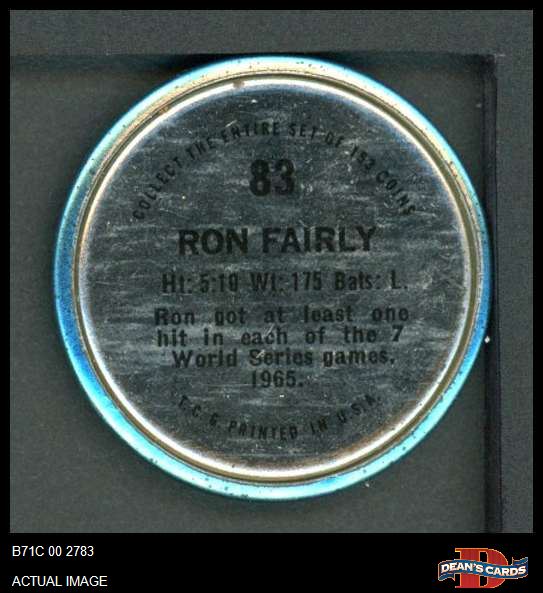 COLLECT THE ENTIRE SET OF 153 COINS
83
RON FAIRLY
Ht: 5:10 Wt: 175 Bats: L.
Ron got at least one
hit in each of the 7
World Series games,
1965.
T.C.G. PRINTED IN U.S.A.
B71C 00 2783
ACTUAL IMAGE
D
DEAN'S CARDS